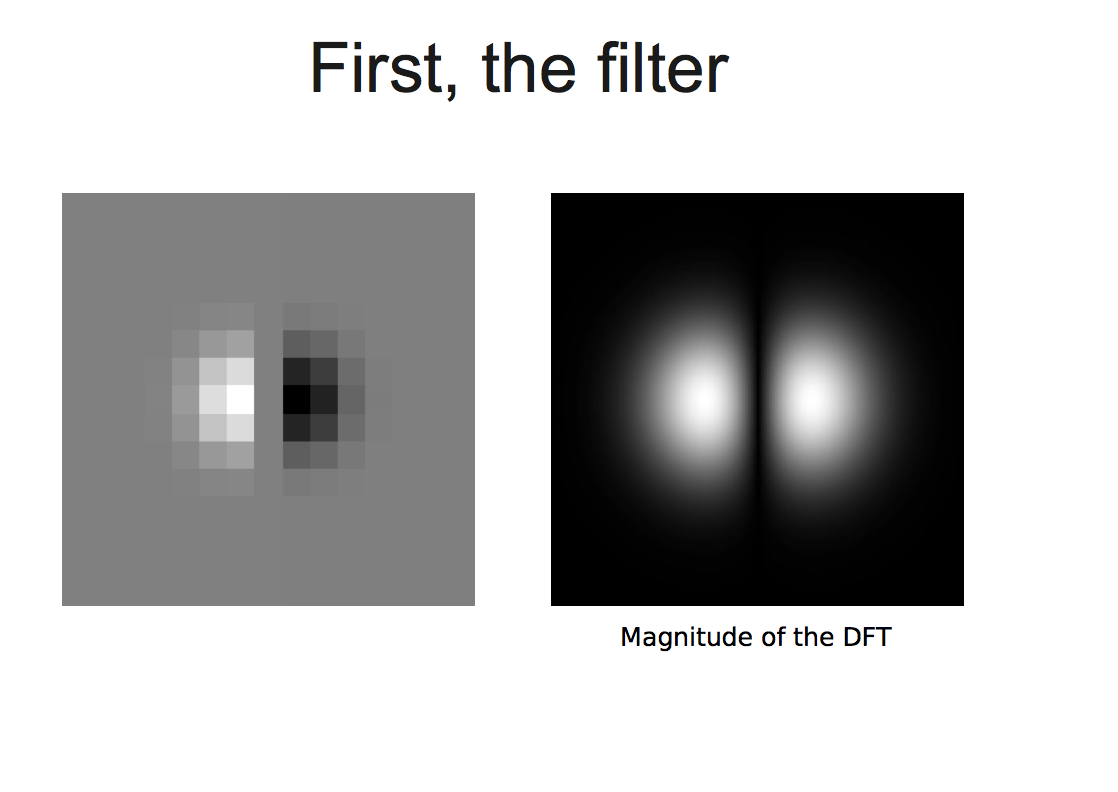 First, the filter
Magnitude of the DFT